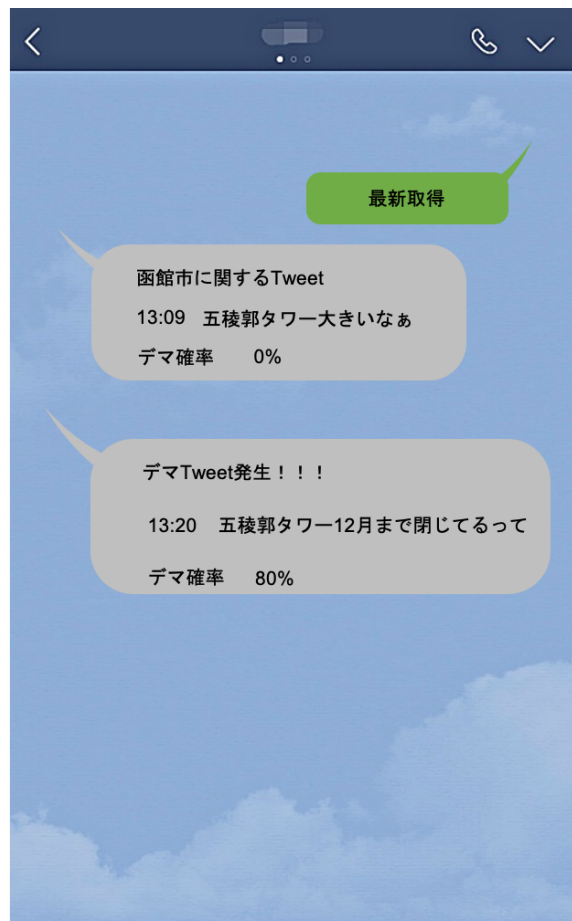 最新取得
函館市に関するTweet
13:09 五稜郭タワー大きいなぁ
デマ確率 0%
デマTweet発生！！！
13:20 五稜郭タワー12月まで閉じてるって
デマ確率 80%